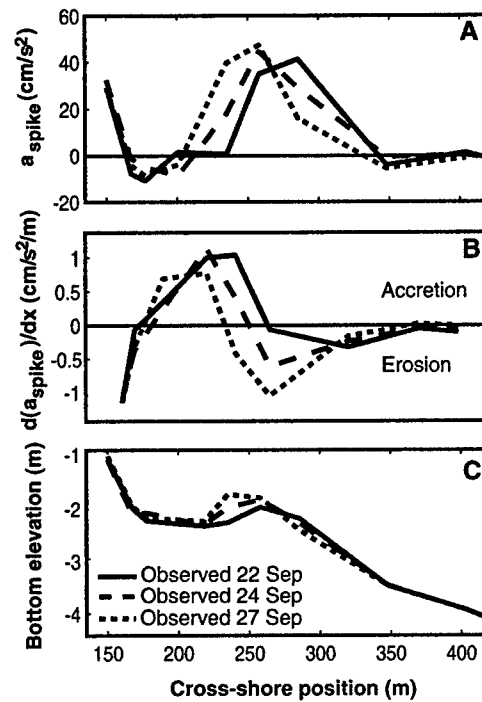 A
a spike (cm/s²)
60
40
20
0
-20
B
d(a spike)/dx (cm/s²/m)
1
0.5
0
-0.5
-1
Accretion
Erosion
C
Bottom elevation (m)
-1
-2
-3
-4
Observed 22 Sep
Observed 24 Sep
Observed 27 Sep
150 200 250 300 350 400
Cross-shore position (m)